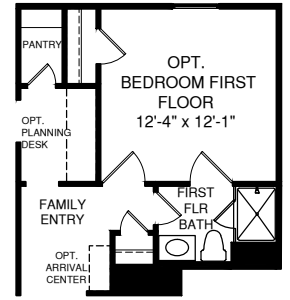 PANTRY
OPT.
BEDROOM FIRST
FLOOR
12'-4" x 12'-1"
OPT.
PLANNING
DESK
FAMILY
ENTRY
FIRST
FLR
BATH
OPT.
ARRIVAL
CENTER